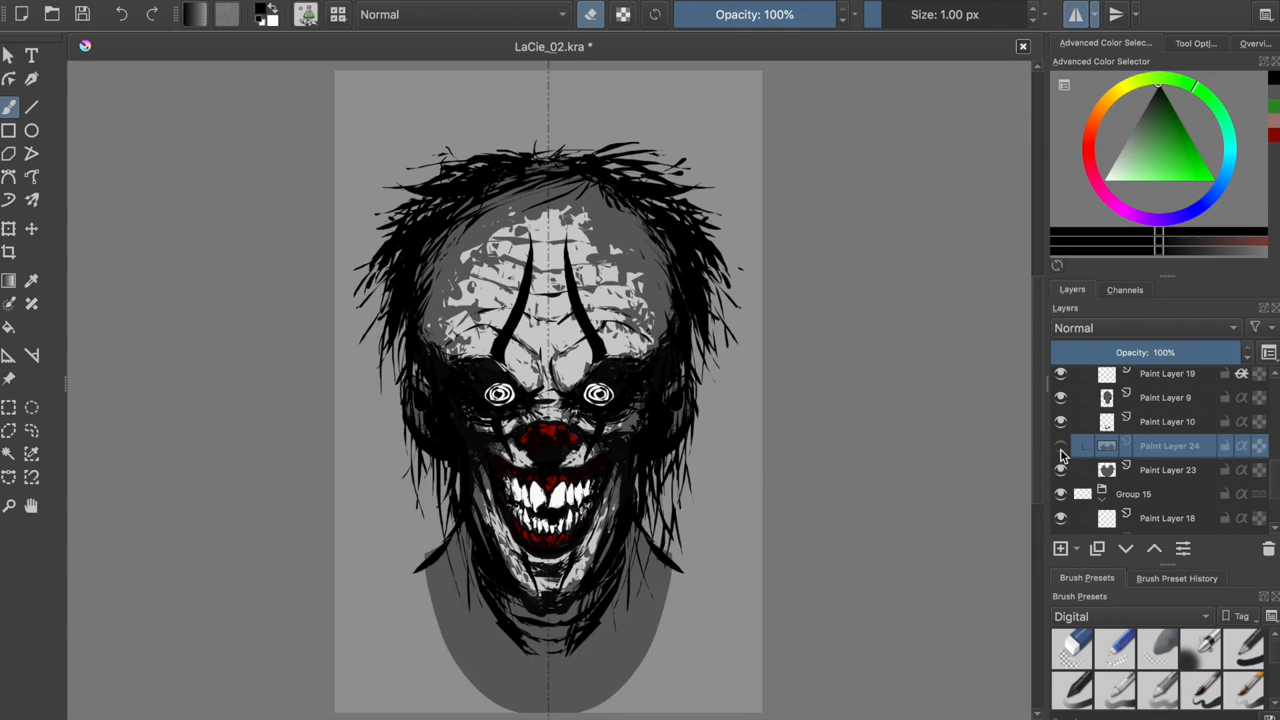 Normal
Opacity: 100%
Size: 1.00 px
LaCie_02.kra *
Advanced Color Selec...
Tool Opti...
Overvi...
Advanced Color Selector
Layers
Channels
Layers
Normal
Opacity: 100%
Paint Layer 19
Paint Layer 9
Paint Layer 10
Paint Layer 24
Paint Layer 23
Group 15
Paint Layer 18
Brush Presets
Brush Preset History
Brush Presets
Digital
Tag